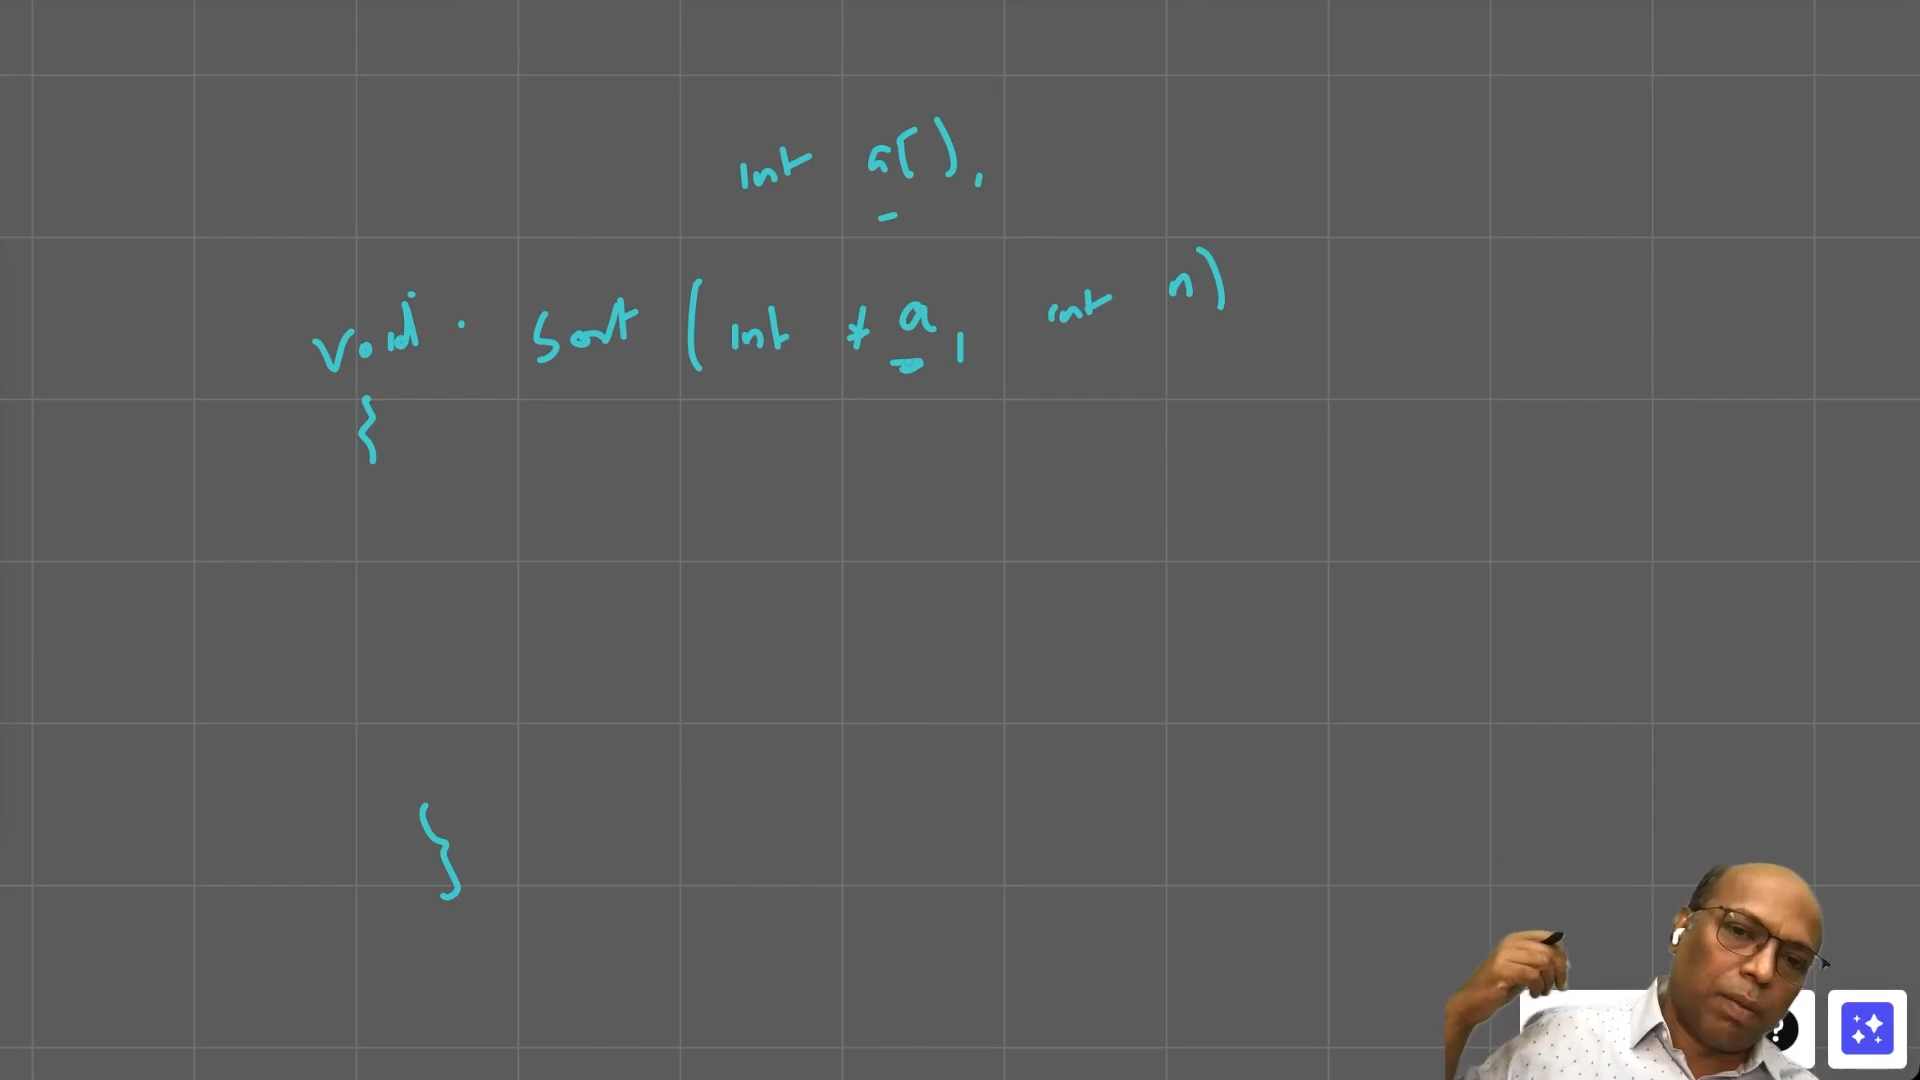 int a[],
void sort (int * a, int n)
{
}
?